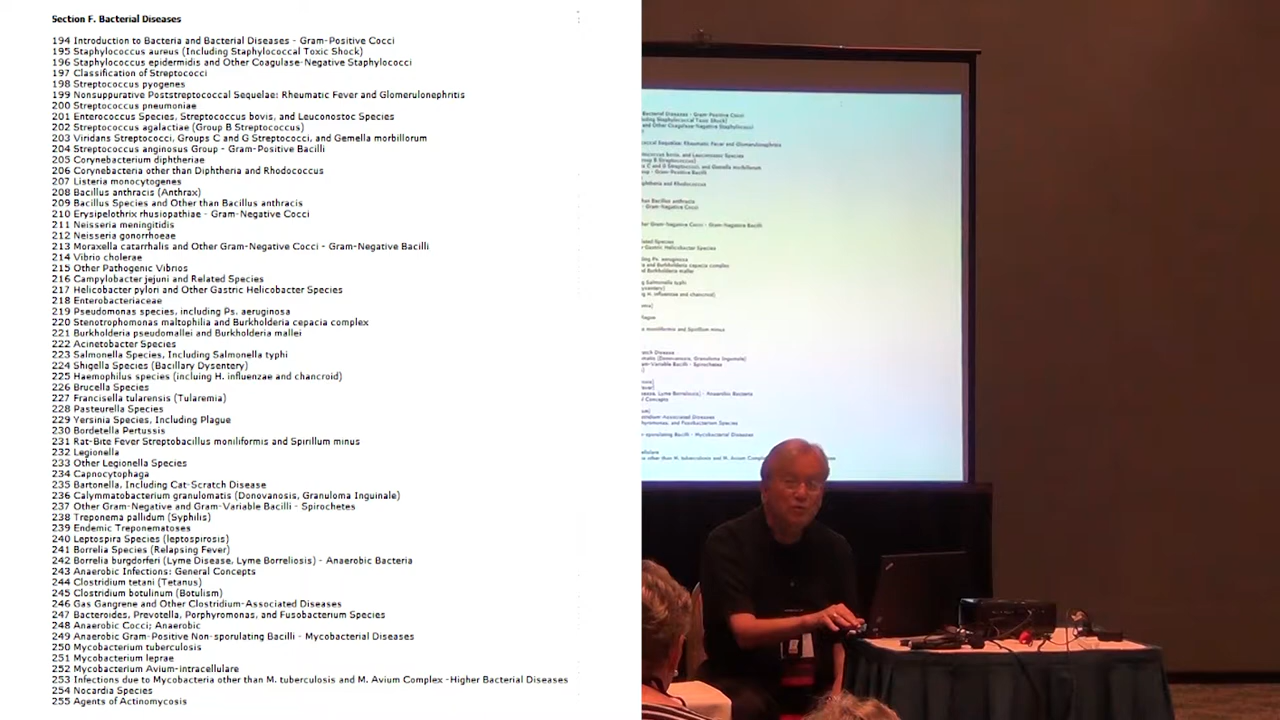 Section F. Bacterial Diseases
194 Introduction to Bacteria and Bacterial Diseases - Gram-Positive Cocci
195 Staphylococcus aureus (Including Staphylococcal Toxic Shock)
196 Staphylococcus epidermidis and Other Coagulase-Negative Staphylococci
197 Classification of Streptococci
198 Streptococcus pyogenes
199 Nonsuppurative Poststreptococcal Sequelae: Rheumatic Fever and Glomerulonephritis
200 Streptococcus pneumoniae
201 Enterococcus Species, Streptococcus bovis, and Leuconostoc Species
202 Streptococcus agalactiae (Group B Streptococcus)
203 Viridans Streptococci, Groups C and G Streptococci, and Gemella morbillorum
204 Streptococcus anginosus Group - Gram-Positive Bacilli
205 Corynebacterium diphtheriae
206 Corynebacteria other than Diphtheria and Rhodococcus
207 Listeria monocytogenes
208 Bacillus anthracis (Anthrax)
209 Bacillus Species and Other than Bacillus anthracis
210 Erysipelothrix rhusiopathiae - Gram-Negative Cocci
211 Neisseria meningitidis
212 Neisseria gonorrhoeae
213 Moraxella catarrhalis and Other Gram-Negative Cocci - Gram-Negative Bacilli
214 Vibrio cholerae
215 Other Pathogenic Vibrios
216 Campylobacter jejuni and Related Species
217 Helicobacter pylori and Other Gastric Helicobacter Species
218 Enterobacteriaceae
219 Pseudomonas species, including Ps. aeruginosa
220 Stenotrophomonas maltophilia and Burkholderia cepacia complex
221 Burkholderia pseudomallei and Burkholderia mallei
222 Acinetobacter Species
223 Salmonella Species, Including Salmonella typhi
224 Shigella Species (Bacillary Dysentery)
225 Haemophilus species (incluing H. influenzae and chancroid)
226 Brucella Species
227 Francisella tularensis (Tularemia)
228 Pasteurella Species
229 Yersinia Species, Including Plague
230 Bordetella Pertussis
231 Rat-Bite Fever Streptobacillus moniliformis and Spirillum minus
232 Legionella
233 Other Legionella Species
234 Capnocytophaga
235 Bartonella, Including Cat-Scratch Disease
236 Calymmatobacterium granulomatis (Donovanosis, Granuloma Inguinale)
237 Other Gram-Negative and Gram-Variable Bacilli - Spirochetes
238 Treponema pallidum (Syphilis)
239 Endemic Treponematoses
240 Leptospira Species (leptospirosis)
241 Borrelia Species (Relapsing Fever)
242 Borrelia burgdorferi (Lyme Disease, Lyme Borreliosis) - Anaerobic Bacteria
243 Anaerobic Infections: General Concepts
244 Clostridium tetani (Tetanus)
245 Clostridium botulinum (Botulism)
246 Gas Gangrene and Other Clostridium-Associated Diseases
247 Bacteroides, Prevotella, Porphyromonas, and Fusobacterium Species
248 Anaerobic Cocci; Anaerobic
249 Anaerobic Gram-Positive Non-sporulating Bacilli - Mycobacterial Diseases
250 Mycobacterium tuberculosis
251 Mycobacterium leprae
252 Mycobacterium Avium-intracellulare
253 Infections due to Mycobacteria other than M. tuberculosis and M. Avium Complex -Higher Bacterial Diseases
254 Nocardia Species
255 Agents of Actinomycosis